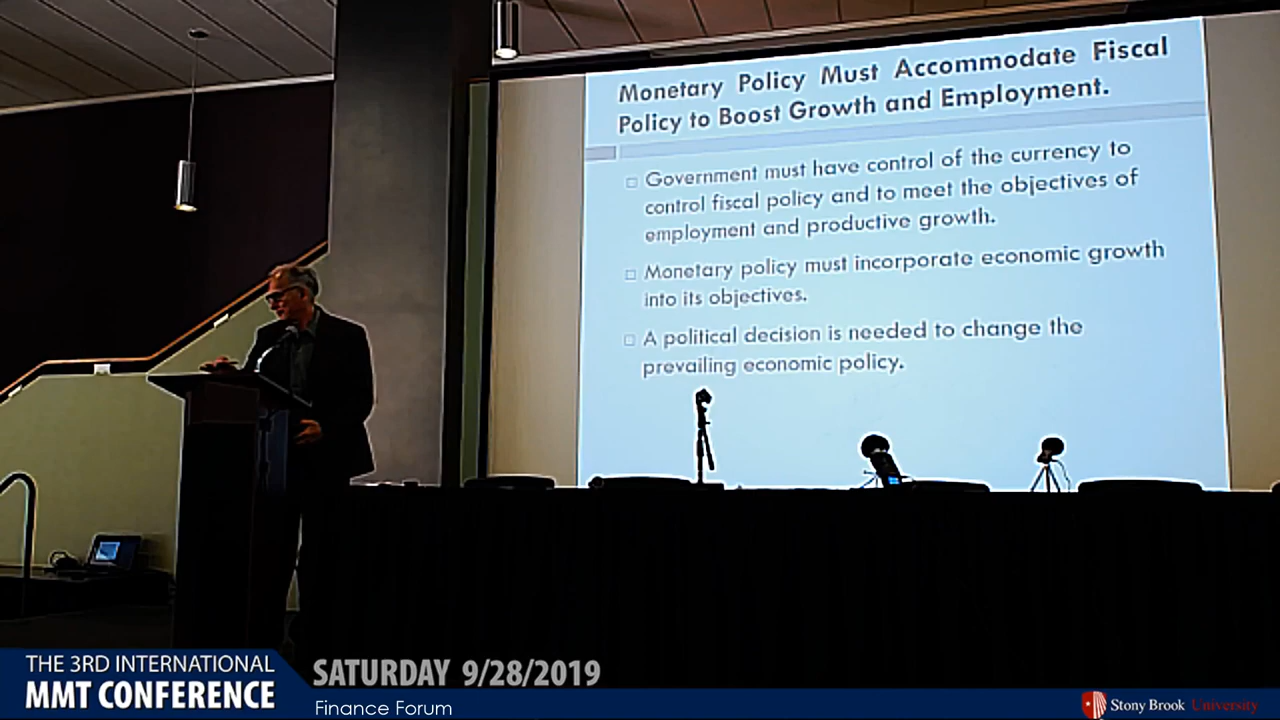 Monetary Policy Must Accommodate Fiscal
Policy to Boost Growth and Employment.
Government must have control of the currency to
control fiscal policy and to meet the objectives of
employment and productive growth.
Monetary policy must incorporate economic growth
into its objectives.
A political decision is needed to change the
prevailing economic policy.
THE 3RD INTERNATIONAL
MMT CONFERENCE
SATURDAY 9/28/2019
Finance Forum
Stony Brook University